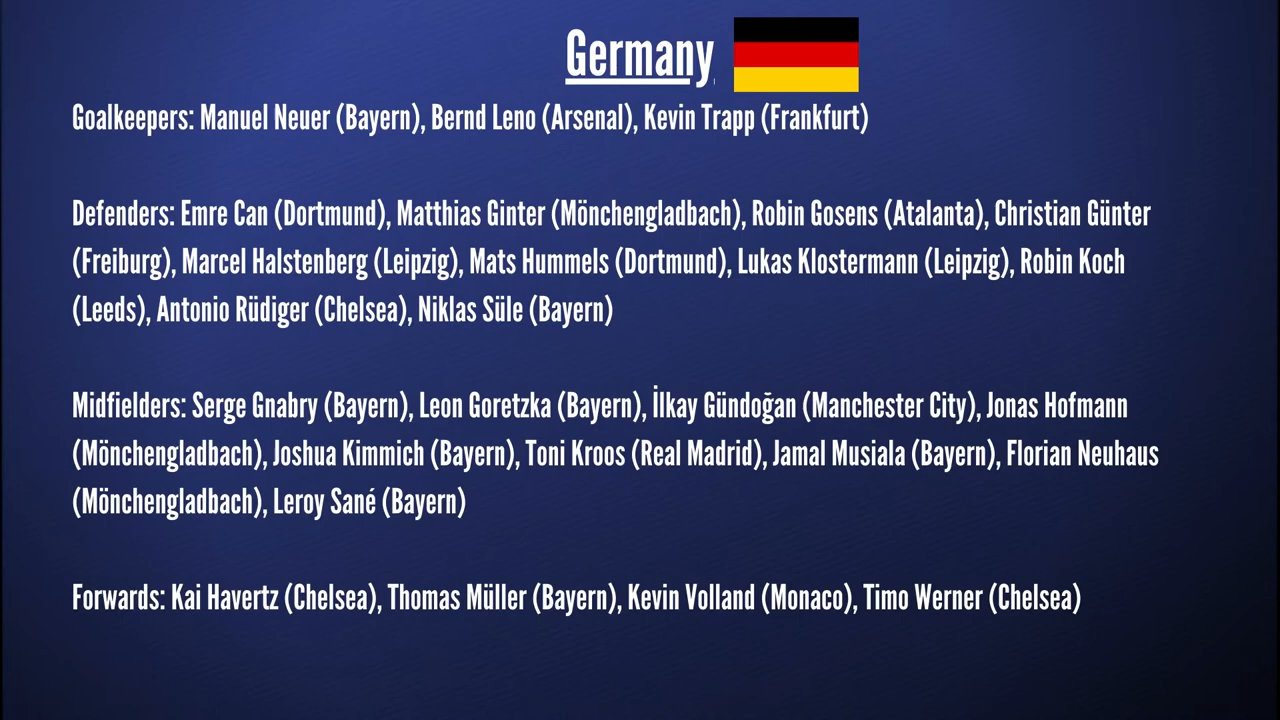 Germany
Goalkeepers: Manuel Neuer (Bayern), Bernd Leno (Arsenal), Kevin Trapp (Frankfurt)
Defenders: Emre Can (Dortmund), Matthias Ginter (Mönchengladbach), Robin Gosens (Atalanta), Christian Günter
(Freiburg), Marcel Halstenberg (Leipzig), Mats Hummels (Dortmund), Lukas Klostermann (Leipzig), Robin Koch
(Leeds), Antonio Rüdiger (Chelsea), Niklas Süle (Bayern)
Midfielders: Serge Gnabry (Bayern), Leon Goretzka (Bayern), İlkay Gündoğan (Manchester City), Jonas Hofmann
(Mönchengladbach), Joshua Kimmich (Bayern), Toni Kroos (Real Madrid), Jamal Musiala (Bayern), Florian Neuhaus
(Mönchengladbach), Leroy Sané (Bayern)
Forwards: Kai Havertz (Chelsea), Thomas Müller (Bayern), Kevin Volland (Monaco), Timo Werner (Chelsea)